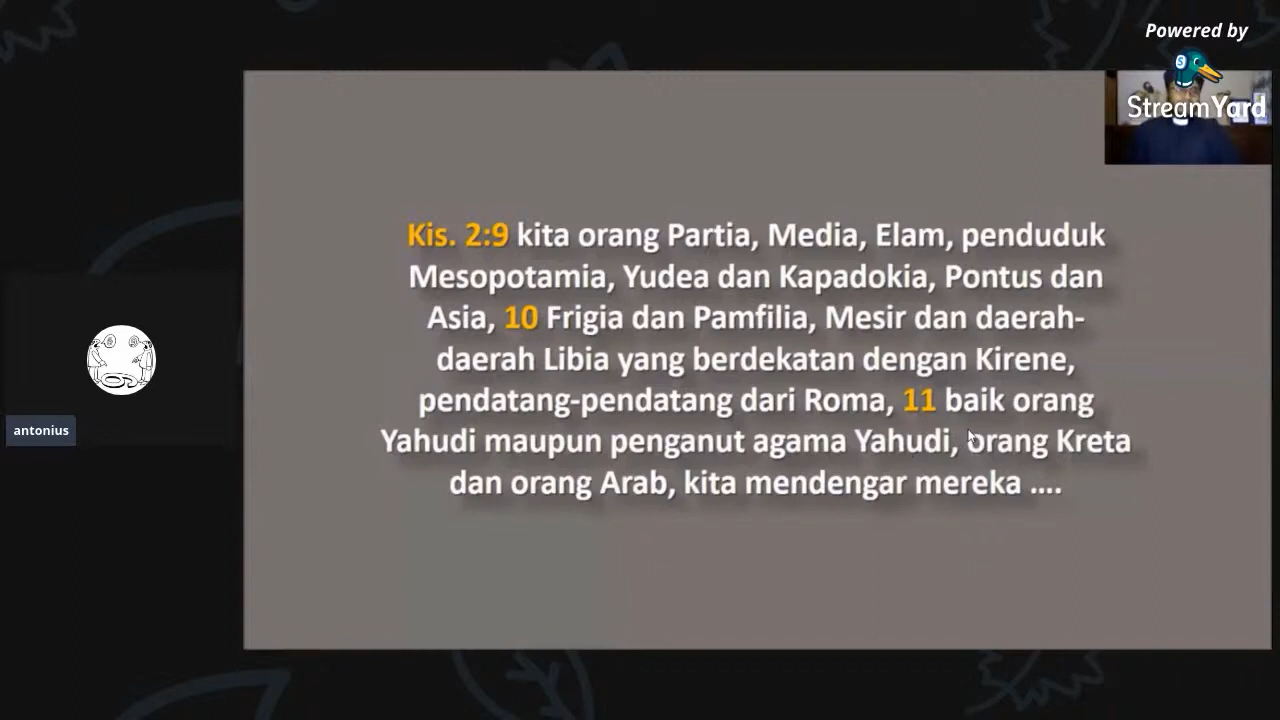 Powered by
StreamYard
Kis. 2:9 kita orang Partia, Media, Elam, penduduk
Mesopotamia, Yudea dan Kapadokia, Pontus dan
Asia, 10 Frigia dan Pamfilia, Mesir dan daerah-
daerah Libia yang berdekatan dengan Kirene,
pendatang-pendatang dari Roma, 11 baik orang
Yahudi maupun penganut agama Yahudi, orang Kreta
dan orang Arab, kita mendengar mereka ....
antonius